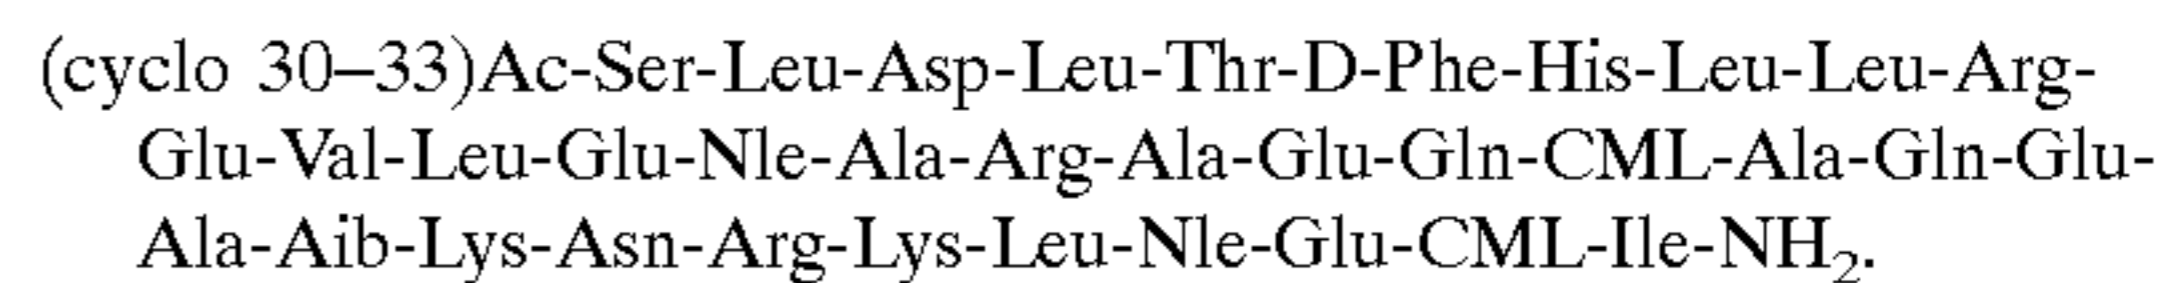 (cyclo 30–33)Ac-Ser-Leu-Asp-Leu-Thr-D-Phe-His-Leu-Leu-Arg-
Glu-Val-Leu-Glu-Nle-Ala-Arg-Ala-Glu-Gln-CML-Ala-Gln-Glu-
Ala-Aib-Lys-Asn-Arg-Lys-Leu-Nle-Glu-CML-Ile-NH₂.